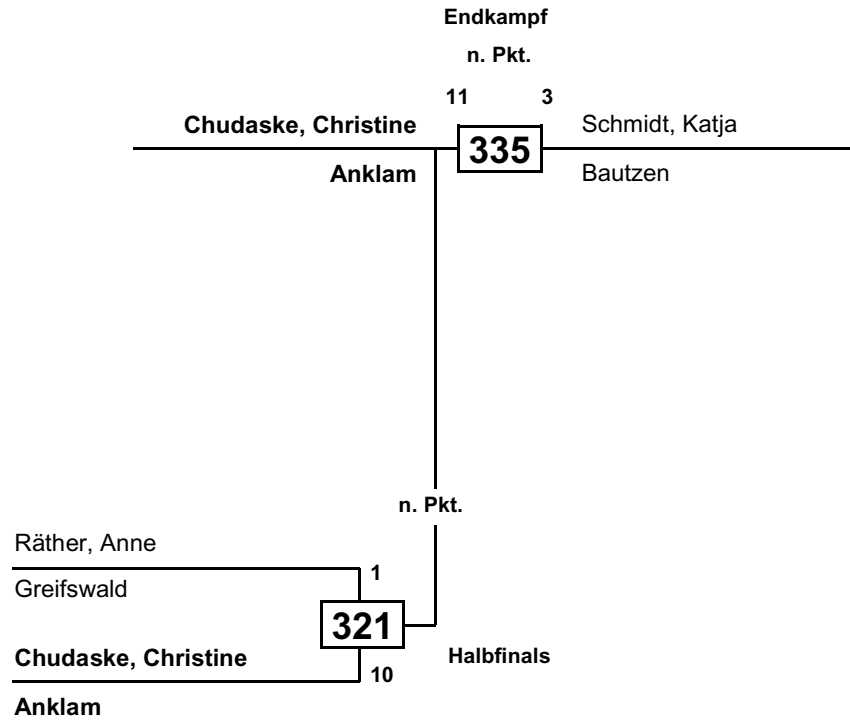 Endkampf
n. Pkt.
11 3
Chudaske, Christine 335 Schmidt, Katja
Anklam Bautzen
n. Pkt.
Räther, Anne
1
Greifswald
321
Chudaske, Christine Halbfinals
10
Anklam